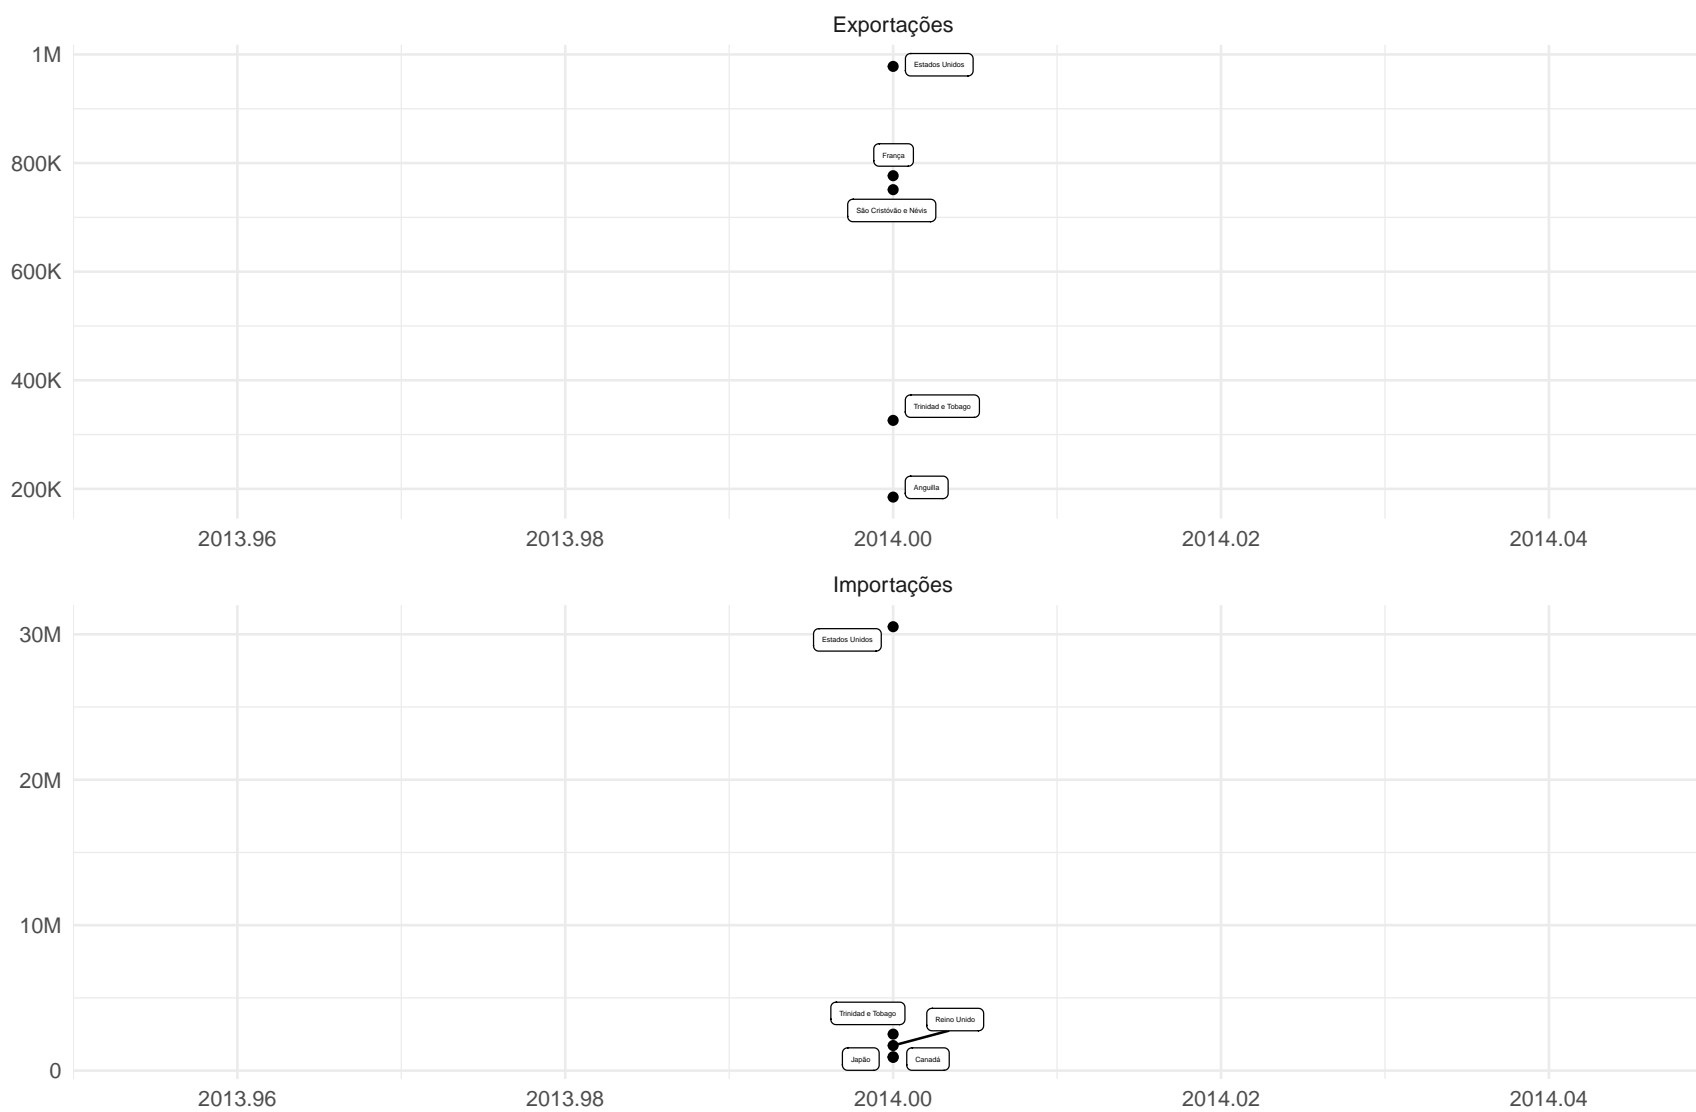 Exportações
1M
Estados Unidos
França
800K
São Cristóvão e Névis
600K
400K
Trinidad e Tobago
200K
Anguilla
2013.96 2013.98 2014.00 2014.02 2014.04
Importações
30M
Estados Unidos
20M
10M
Trinidad e Tobago
Reino Unido
Japão
Canadá
0
2013.96 2013.98 2014.00 2014.02 2014.04